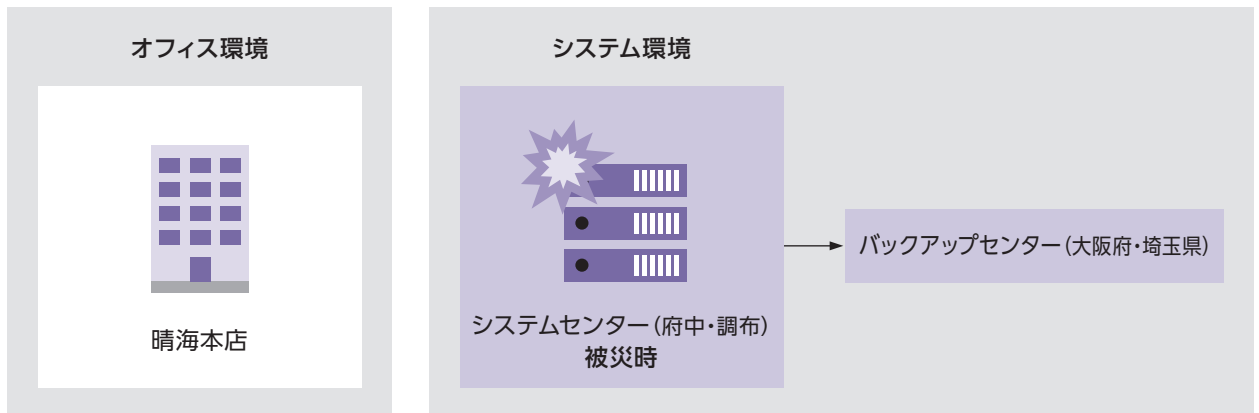 オフィス環境
晴海本店
システム環境
システムセンター(府中・調布)
被災時
バックアップセンター(大阪府・埼玉県)